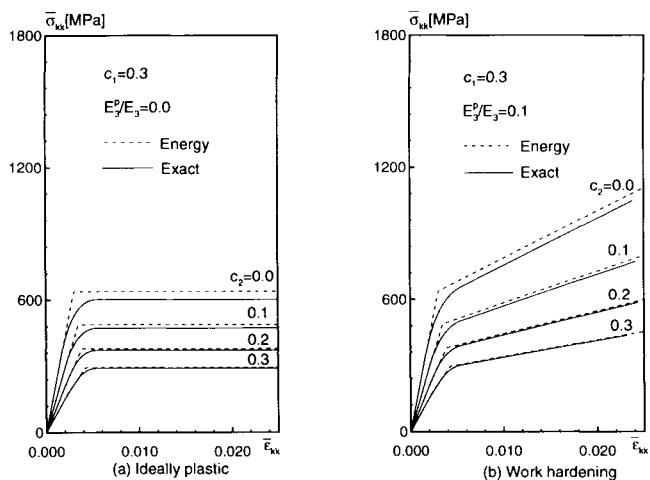 σ̅ₖₖ[MPa]
1800
1200
600
0
c₁=0.3
E₃ᵖ/E₃=0.0
Energy
Exact
c₂=0.0
0.1
0.2
0.3
0.000
0.010
0.020
ε̅ₖₖ
(a) Ideally plastic
σ̅ₖₖ[MPa]
1800
1200
600
0
c₁=0.3
E₃ᵖ/E₃=0.1
Energy
Exact
c₂=0.0
0.1
0.2
0.3
0.000
0.010
0.020
ε̅ₖₖ
(b) Work hardening